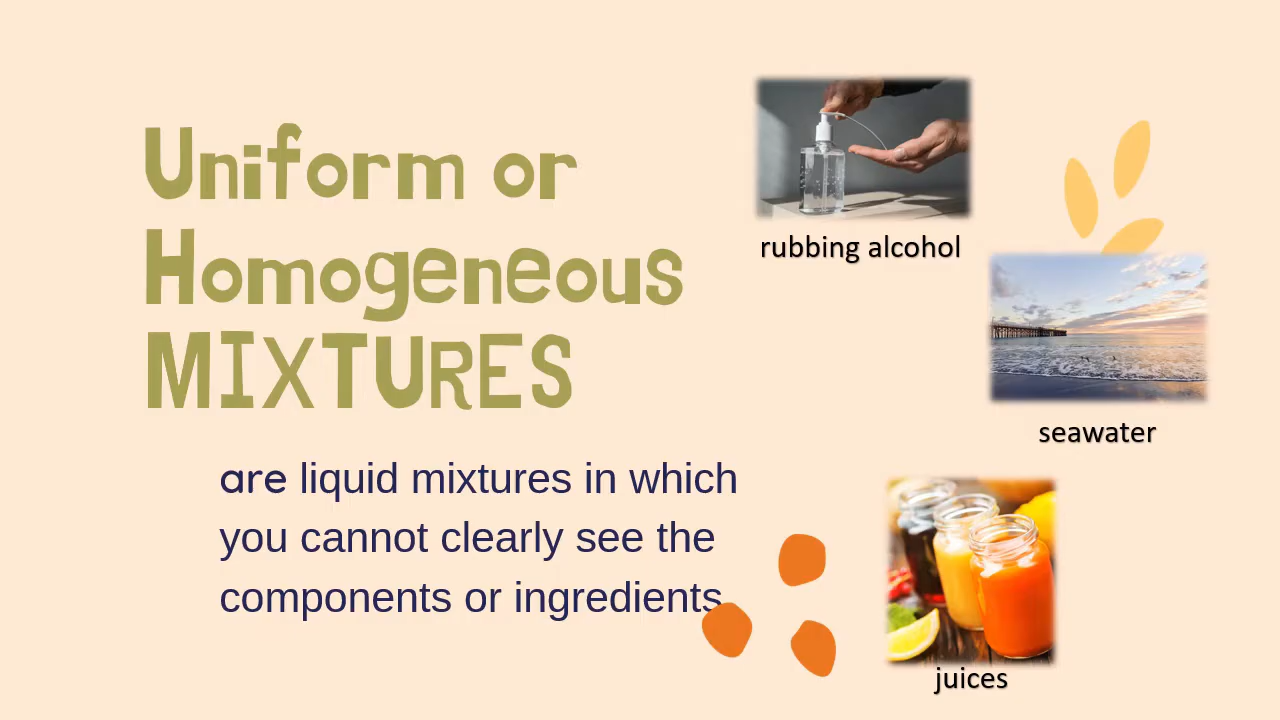 Uniform or
Homogeneous
MIXTURES
are liquid mixtures in which
you cannot clearly see the
components or ingredients
rubbing alcohol
seawater
juices